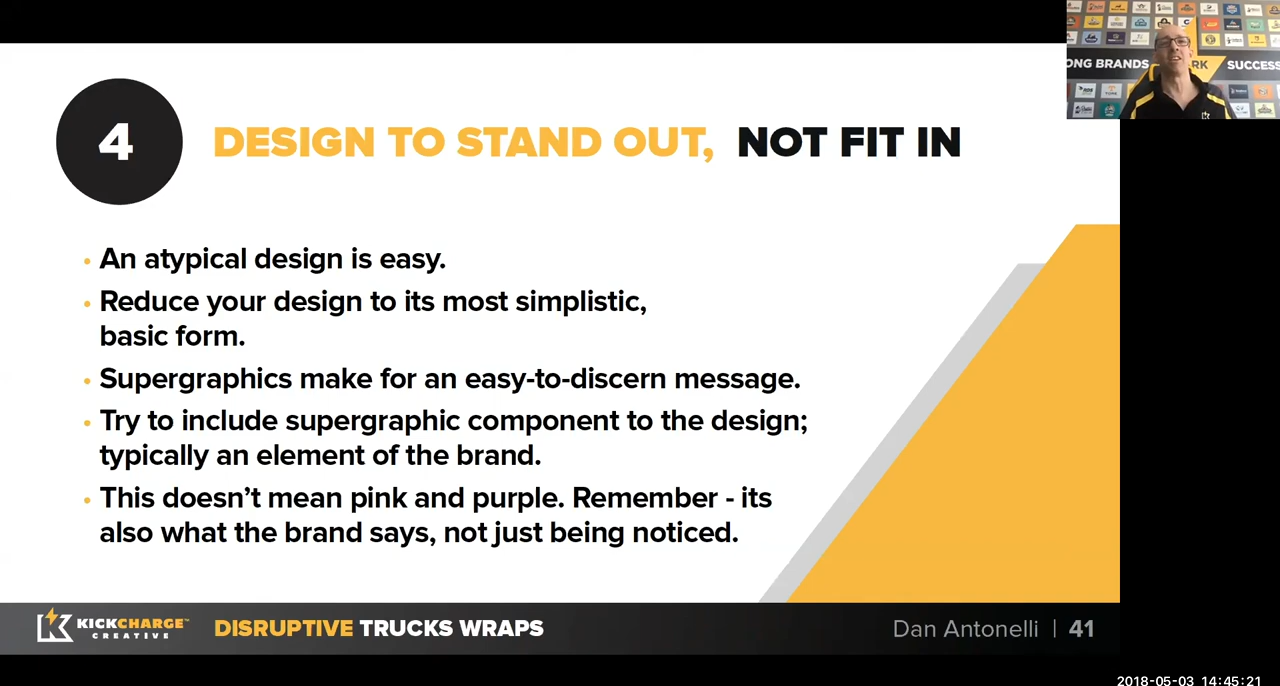 4
DESIGN TO STAND OUT, NOT FIT IN
• An atypical design is easy.
• Reduce your design to its most simplistic,
basic form.
• Supergraphics make for an easy-to-discern message.
• Try to include supergraphic component to the design;
typically an element of the brand.
• This doesn’t mean pink and purple. Remember - its
also what the brand says, not just being noticed.
KICKCHARGE™
CREATIVE
DISRUPTIVE TRUCKS WRAPS
Dan Antonelli | 41
ONG BRANDS
RK
SUCCESS
2018-05-03 14:45:21